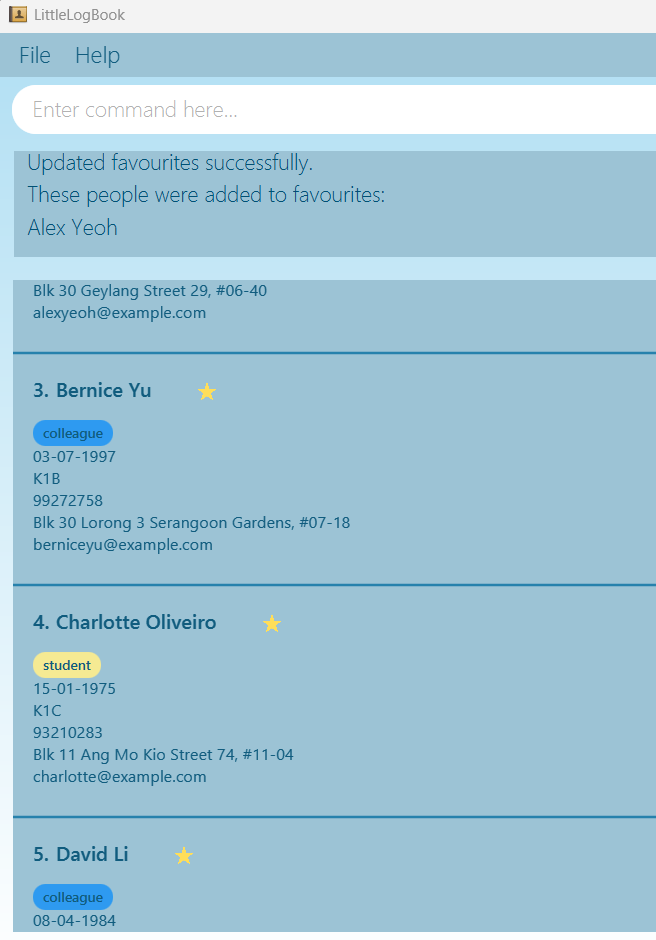 LittleLogBook
File Help
Enter command here...
Updated favourites successfully.
These people were added to favourites:
Alex Yeoh
Blk 30 Geylang Street 29, #06-40
alexyeoh@example.com
3. Bernice Yu
colleague
03-07-1997
K1B
99272758
Blk 30 Lorong 3 Serangoon Gardens, #07-18
berniceyu@example.com
4. Charlotte Oliveiro
student
15-01-1975
K1C
93210283
Blk 11 Ang Mo Kio Street 74, #11-04
charlotte@example.com
5. David Li
colleague
08-04-1984